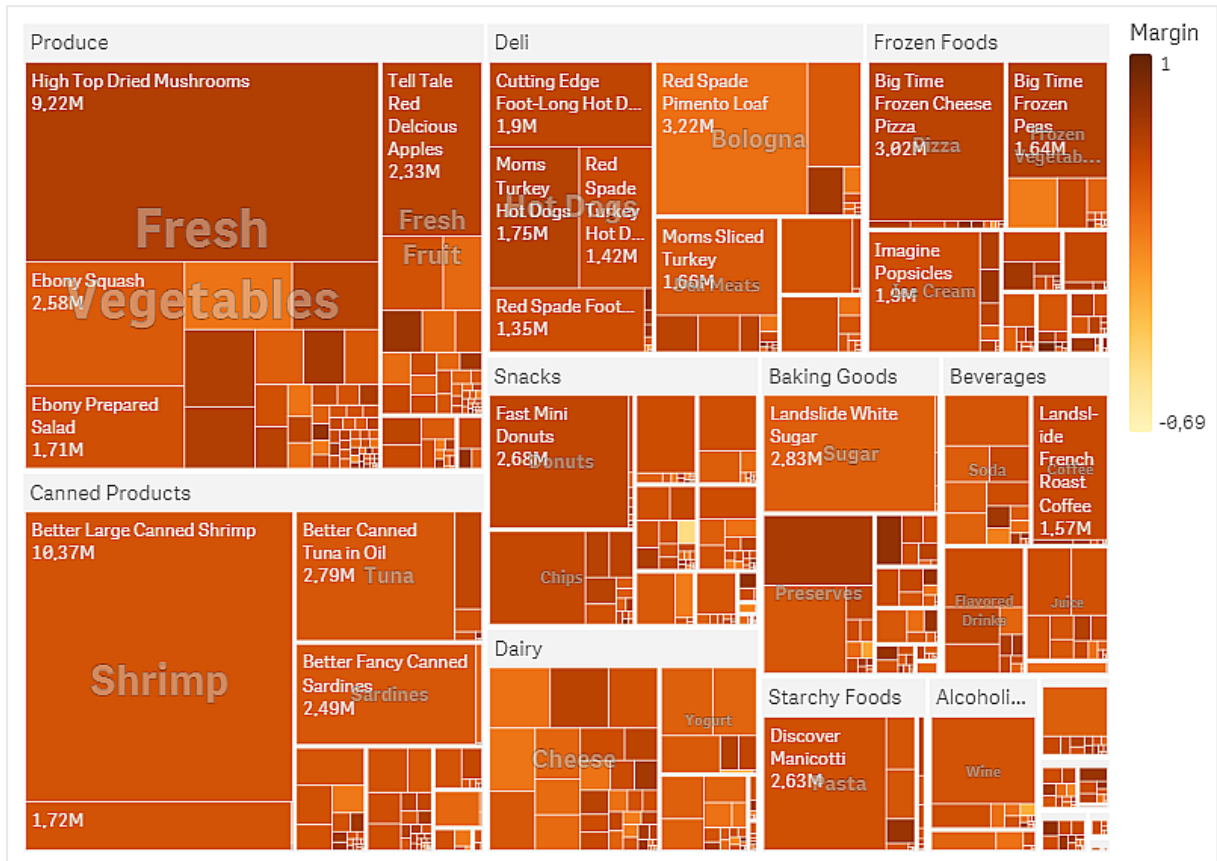 Produce
High Top Dried Mushrooms
9,22M
Tell Tale
Red
Delcious
Apples
2,33M
Fresh
Vegetables
Fresh
Fruit
Ebony Squash
2,58M
Ebony Prepared
Salad
1,71M
Deli
Cutting Edge
Foot-Long Hot D...
1,9M
Moms
Turkey
Hot Dogs
1,75M
Red
Spade
Turkey
Hot D...
1,42M
Hot Dogs
Red Spade Foot...
1,35M
Red Spade
Pimento Loaf
3,22M
Bologna
Moms Sliced
Turkey
1,66M
Deli Meats
Frozen Foods
Big Time
Frozen Cheese
Pizza
3,02M
Pizza
Big Time
Frozen
Peas
1,64M
Frozen
Vegetab...
Imagine
Popsicles
1,9M
Ice Cream
Margin
1
-0,69
Canned Products
Better Large Canned Shrimp
10,37M
Shrimp
1,72M
Better Canned
Tuna in Oil
2,79M
Tuna
Better Fancy Canned
Sardines
2,49M
Sardines
Snacks
Fast Mini
Donuts
2,68M
Donuts
Chips
Dairy
Cheese
Yogurt
Baking Goods
Landslide White
Sugar
2,83M
Sugar
Preserves
Beverages
Soda
Landsl-
ide
French
Roast
Coffee
1,57M
Coffee
Flavored
Drinks
Juice
Starchy Foods
Discover
Manicotti
2,63M
Pasta
Alcoholi...
Wine